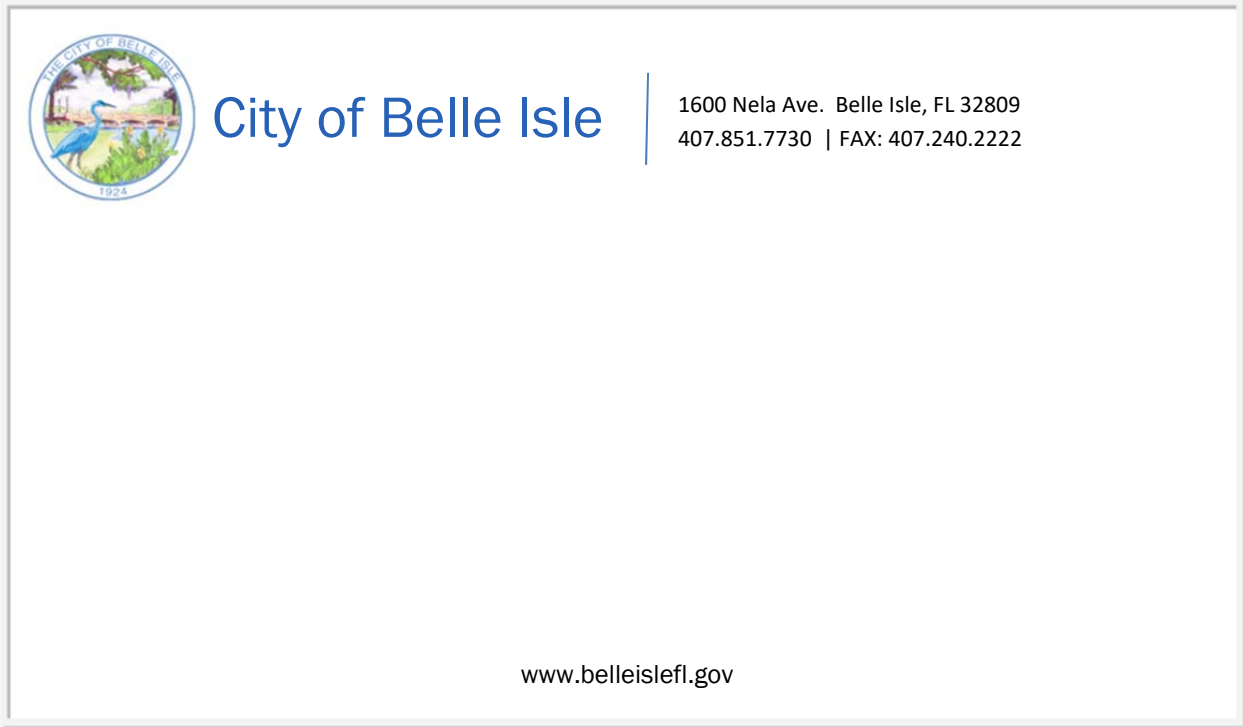 THE CITY OF BELLE ISLE
1924
City of Belle Isle
1600 Nela Ave.  Belle Isle, FL 32809
407.851.7730  | FAX: 407.240.2222
www.belleislefl.gov